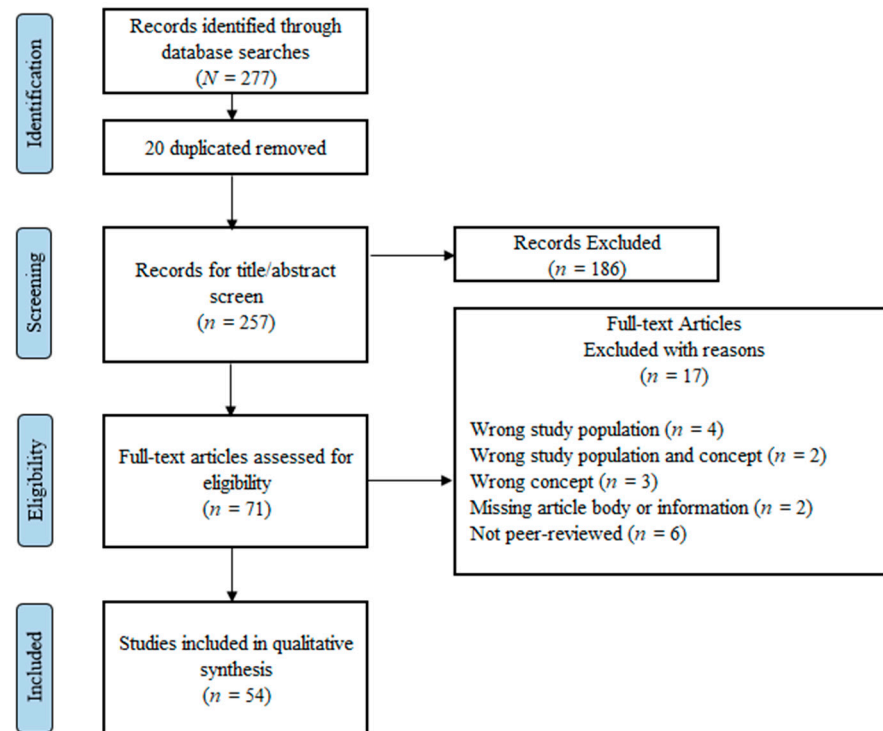 Identification
Records identified through
database searches
(N = 277)
20 duplicated removed
Screening
Records for title/abstract
screen
(n = 257)
Records Excluded
(n = 186)
Eligibility
Full-text articles assessed for
eligibility
(n = 71)
Full-text Articles
Excluded with reasons
(n = 17)
Wrong study population (n = 4)
Wrong study population and concept (n = 2)
Wrong concept (n = 3)
Missing article body or information (n = 2)
Not peer-reviewed (n = 6)
Included
Studies included in qualitative
synthesis
(n = 54)